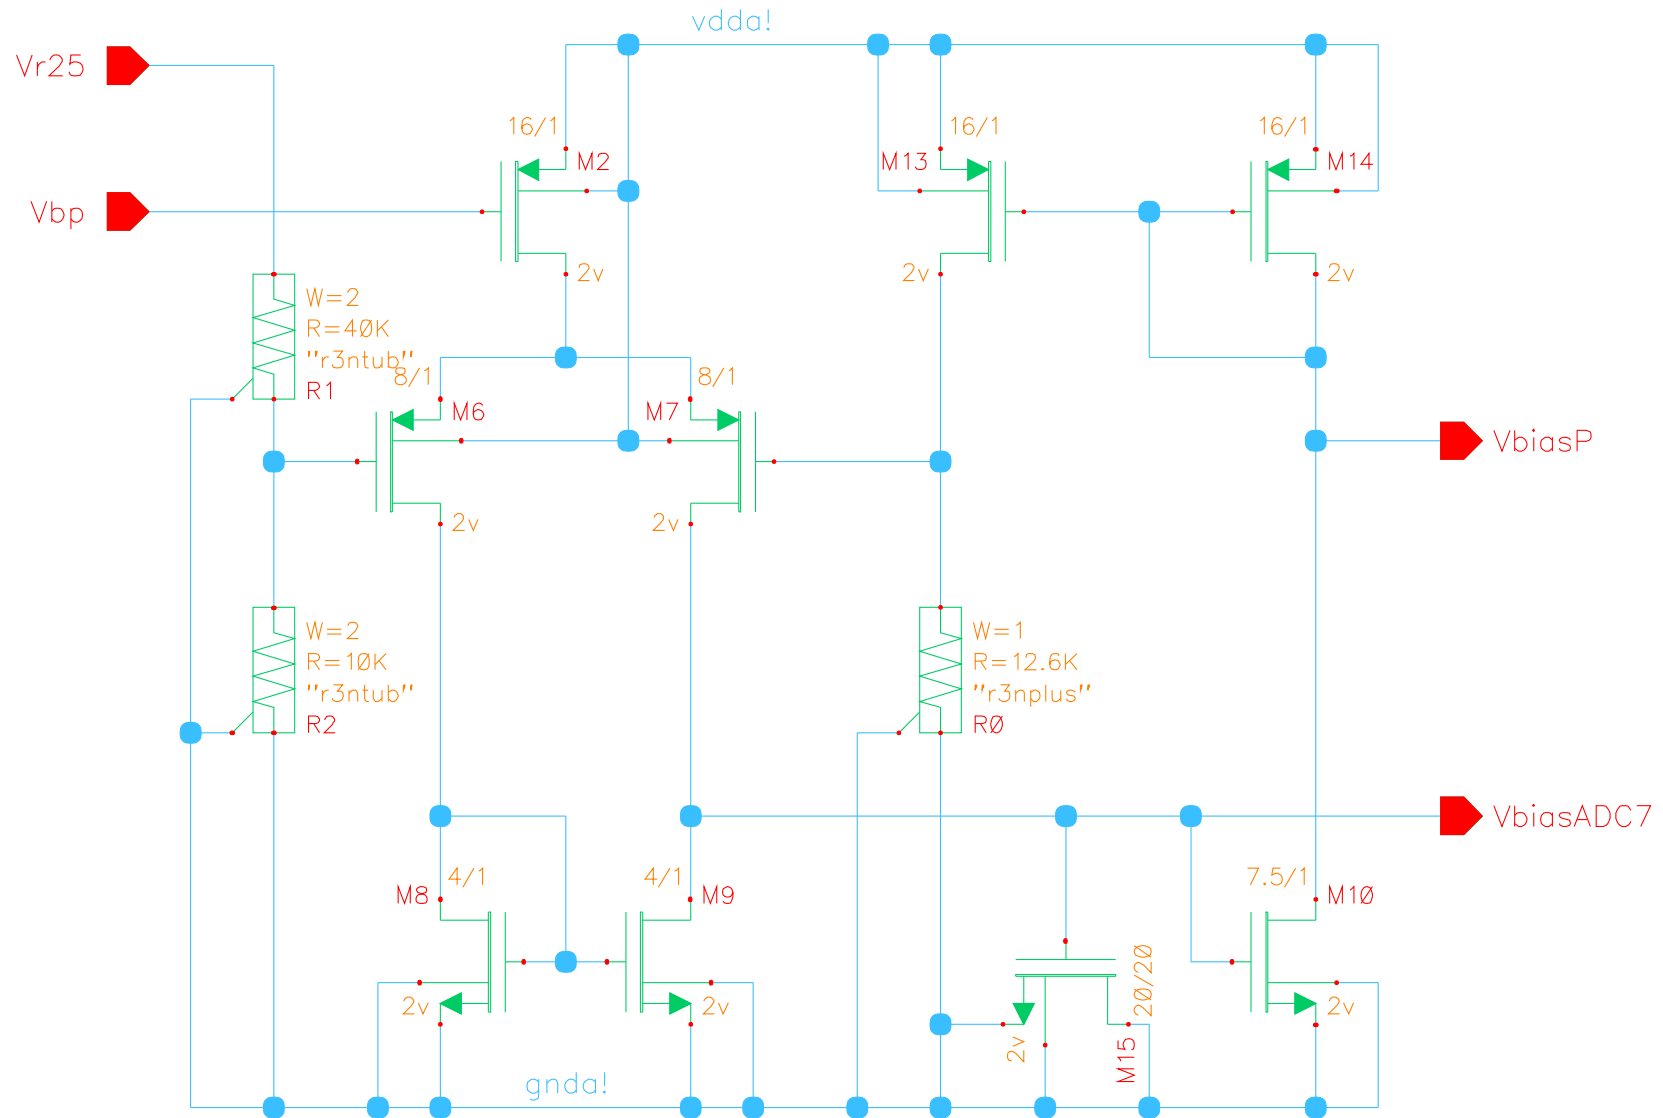 vdda!
Vr25
16/1
16/1
16/1
M2
M13
M14
Vbp
2v
2v
2v
W=2
R=40K
"r3ntub"
R1
8/1
8/1
M6
M7
VbiasP
2v
2v
W=2
R=10K
"r3ntub"
R2
W=1
R=12.6K
"r3nplus"
R0
VbiasADC7
4/1
4/1
7.5/1
M8
M9
M10
20/20
2v
2v
2v
2v
M15
gnda!